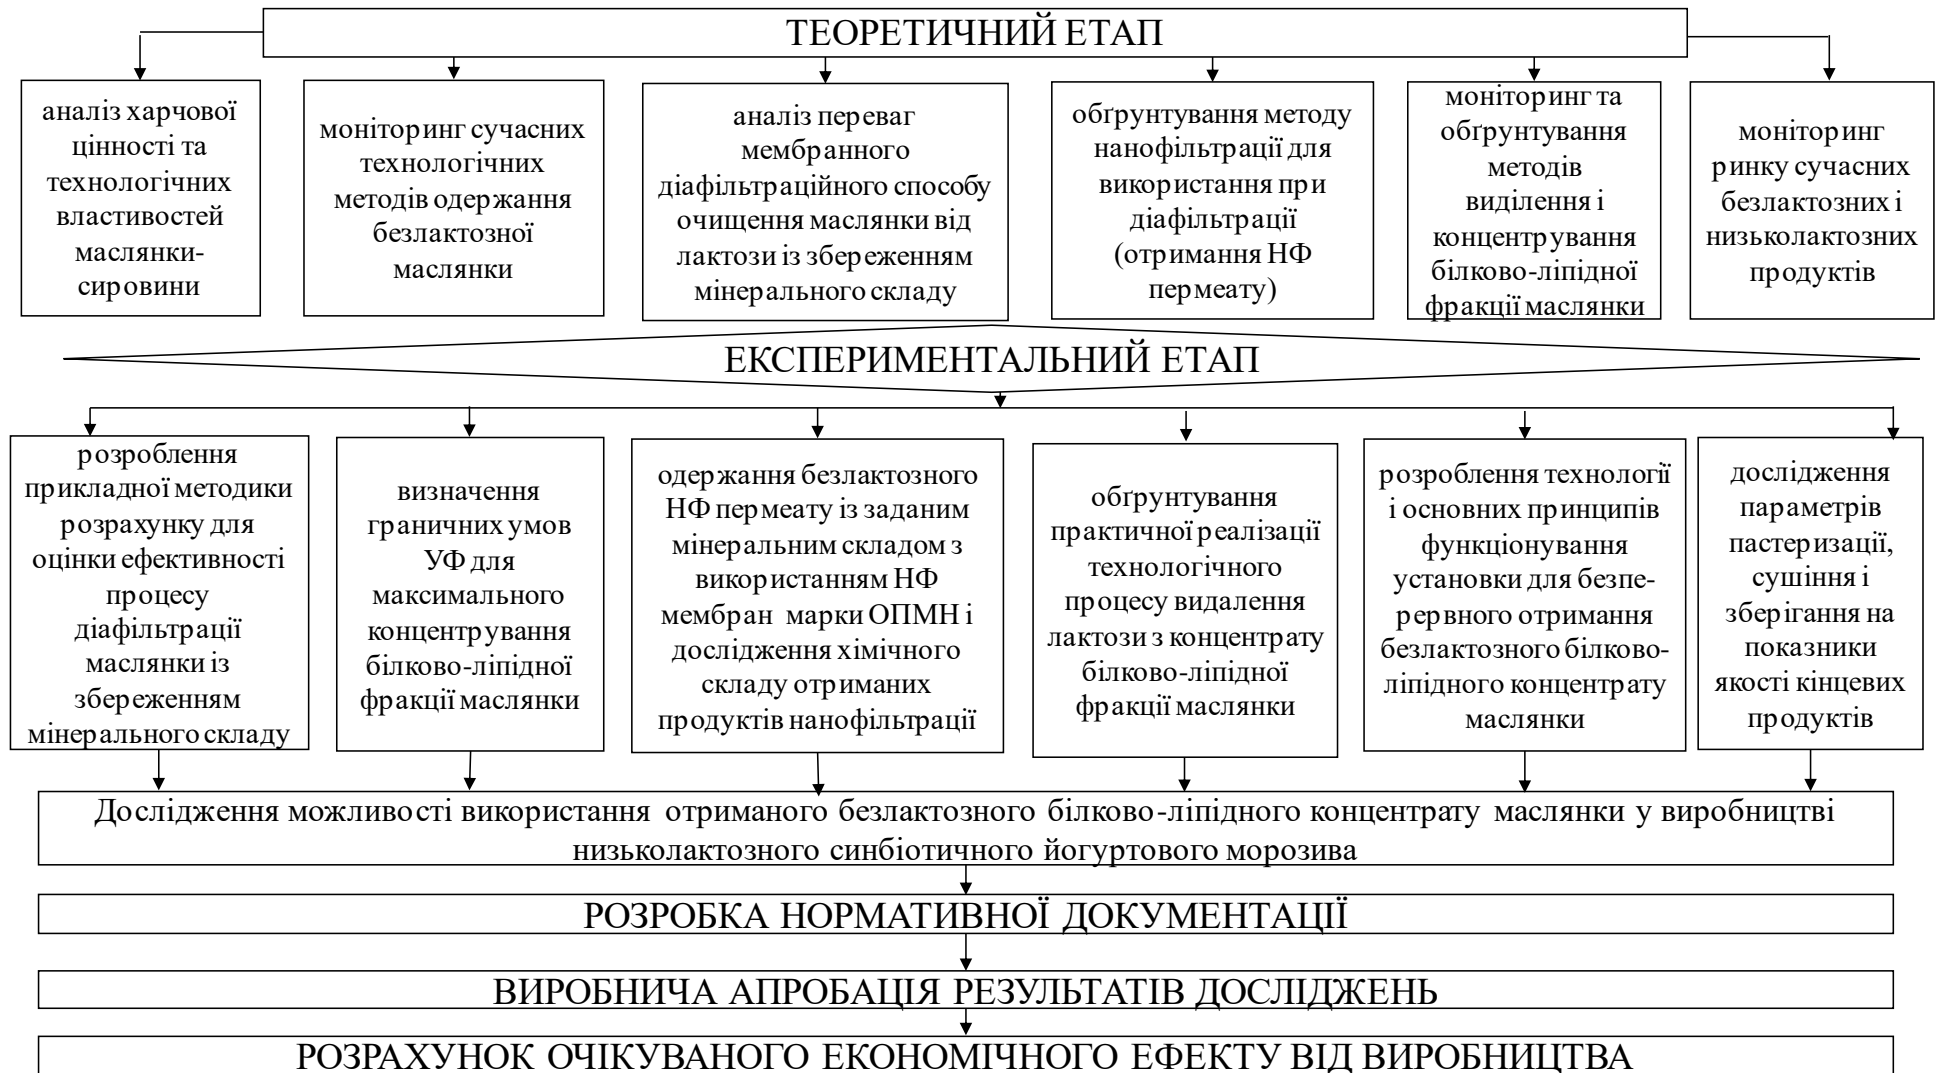 ТЕОРЕТИЧНИЙ ЕТАП
аналіз харчової
цінності та
технологічних
властивостей
маслянки-
сировини
моніторинг сучасних
технологічних
методів одержання
безлактозної
маслянки
аналіз переваг
мембранного
діафільтраційного способу
очищення маслянки від
лактози із збереженням
мінерального складу
обґрунтування методу
нанофільтрації для
використання при
діафільтрації
(отримання НФ
пермеату)
моніторинг та
обґрунтування
методів
виділення і
концентрування
білково-ліпідної
фракції маслянки
моніторинг
ринку сучасних
безлактозних і
низьколактозних
продуктів
ЕКСПЕРИМЕНТАЛЬНИЙ ЕТАП
розроблення
прикладної методики
розрахунку для
оцінки ефективності
процесу
діафільтрації
маслянки із
збереженням
мінерального складу
визначення
граничних умов
УФ для
максимального
концентрування
білково-ліпідної
фракції маслянки
одержання безлактозного
НФ пермеату із заданим
мінеральним складом з
використанням НФ
мембран марки ОПМН і
дослідження хімічного
складу отриманих
продуктів нанофільтрації
обґрунтування
практичної реалізації
технологічного
процесу видалення
лактози з концентрату
білково-ліпідної
фракції маслянки
розроблення технології
і основних принципів
функціонування
установки для безпе-
рервного отримання
безлактозного білково-
ліпідного концентрату
маслянки
дослідження
параметрів
пастеризації,
сушіння і
зберігання на
показники
якості кінцевих
продуктів
Дослідження можливості використання отриманого безлактозного білково-ліпідного концентрату маслянки у виробництві
низьколактозного синбіотичного йогуртового морозива
РОЗРОБКА НОРМАТИВНОЇ ДОКУМЕНТАЦІЇ
ВИРОБНИЧА АПРОБАЦІЯ РЕЗУЛЬТАТІВ ДОСЛІДЖЕНЬ
РОЗРАХУНОК ОЧІКУВАНОГО ЕКОНОМІЧНОГО ЕФЕКТУ ВІД ВИРОБНИЦТВА